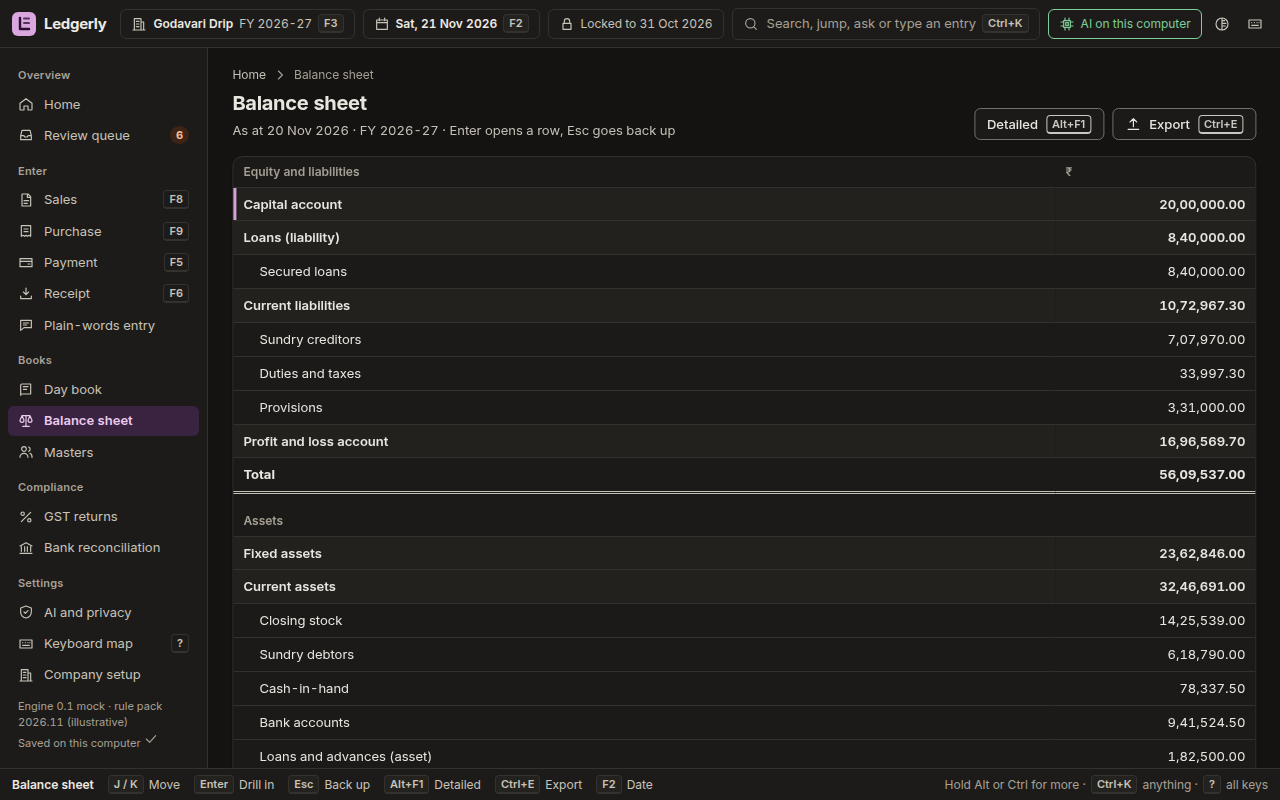 Ledgerly
Godavari Drip FY 2026-27 F3
Sat, 21 Nov 2026 F2
Locked to 31 Oct 2026
Search, jump, ask or type an entry Ctrl+K
AI on this computer
Overview
Home
Review queue 6
Enter
Sales F8
Purchase F9
Payment F5
Receipt F6
Plain-words entry
Books
Day book
Balance sheet
Masters
Compliance
GST returns
Bank reconciliation
Settings
AI and privacy
Keyboard map ?
Company setup
Engine 0.1 mock · rule pack
2026.11 (illustrative)
Saved on this computer
Home Balance sheet
Balance sheet
As at 20 Nov 2026 · FY 2026-27 · Enter opens a row, Esc goes back up
Detailed Alt+F1
Export Ctrl+E
Equity and liabilities ₹
Capital account 20,00,000.00
Loans (liability) 8,40,000.00
Secured loans 8,40,000.00
Current liabilities 10,72,967.30
Sundry creditors 7,07,970.00
Duties and taxes 33,997.30
Provisions 3,31,000.00
Profit and loss account 16,96,569.70
Total 56,09,537.00
Assets
Fixed assets 23,62,846.00
Current assets 32,46,691.00
Closing stock 14,25,539.00
Sundry debtors 6,18,790.00
Cash-in-hand 78,337.50
Bank accounts 9,41,524.50
Loans and advances (asset) 1,82,500.00
Balance sheet J / K Move Enter Drill in Esc Back up Alt+F1 Detailed Ctrl+E Export F2 Date
Hold Alt or Ctrl for more · Ctrl+K anything · ? all keys